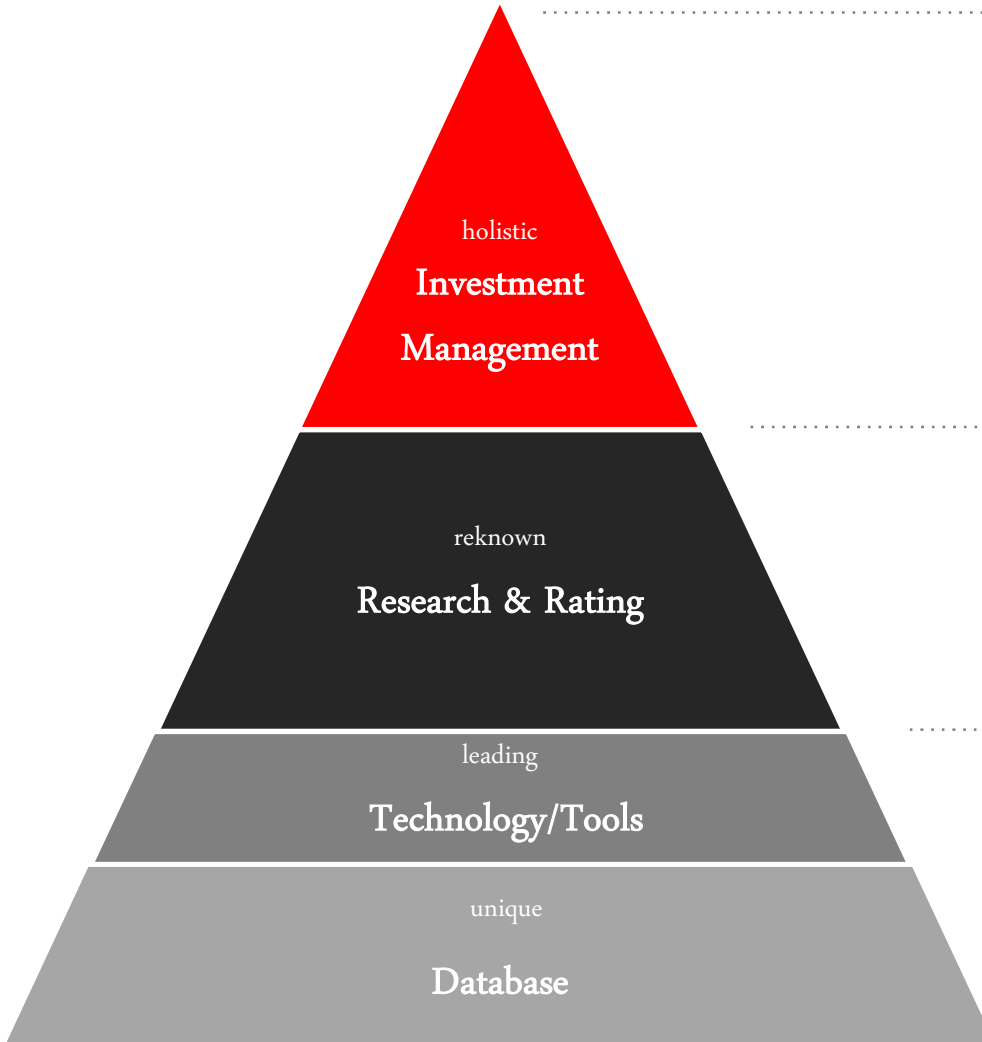 holistic
Investment
Management
reknown
Research & Rating
leading
Technology/Tools
unique
Database